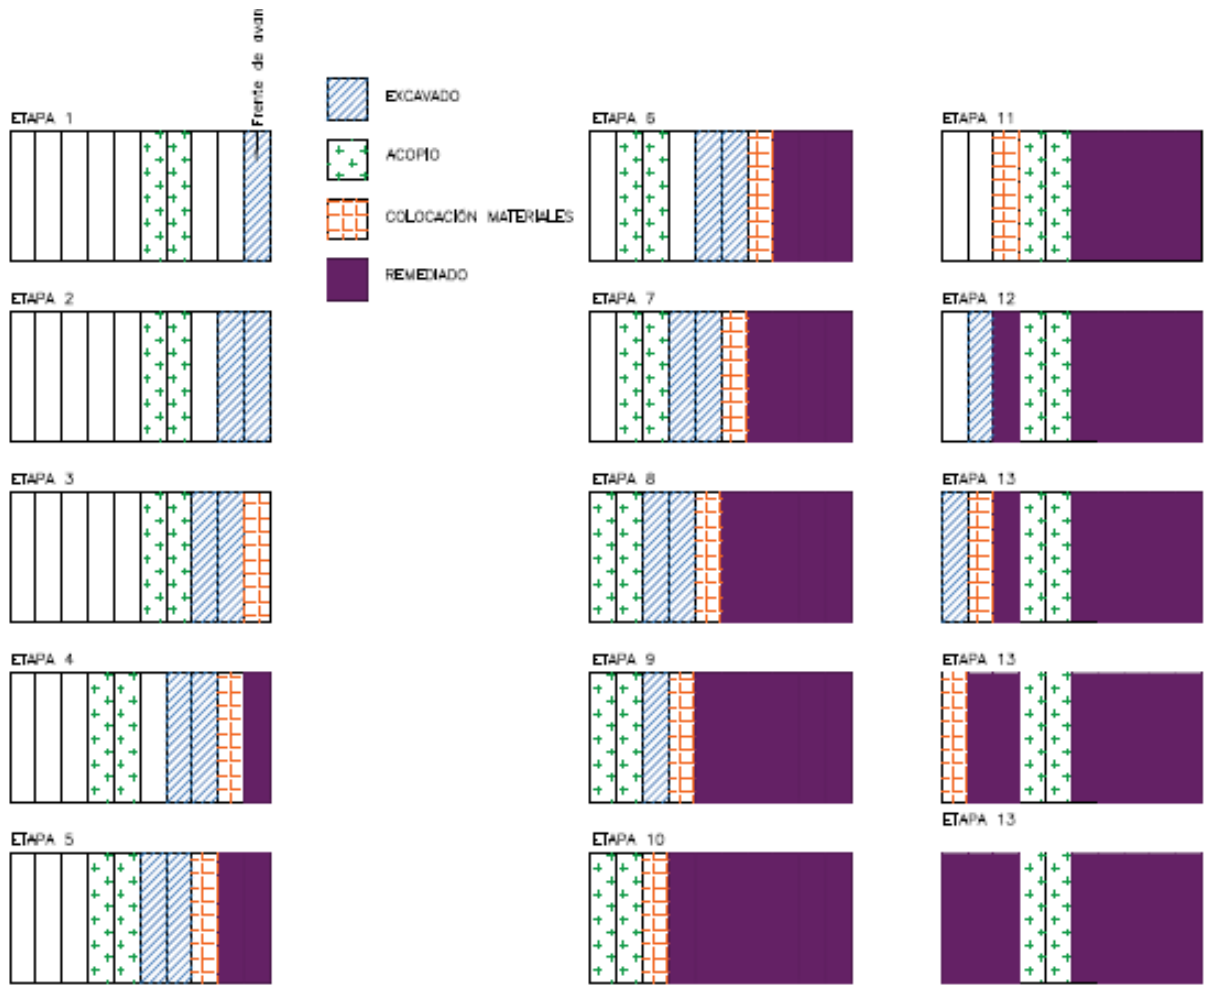 Frente de avan
ETAPA 1
ETAPA 2
ETAPA 3
ETAPA 4
ETAPA 5
EXCAVADO
ACOPIO
COLOCACIÓN MATERIALES
REMEDIADO
ETAPA 6
ETAPA 7
ETAPA 8
ETAPA 9
ETAPA 10
ETAPA 11
ETAPA 12
ETAPA 13
ETAPA 13
ETAPA 13